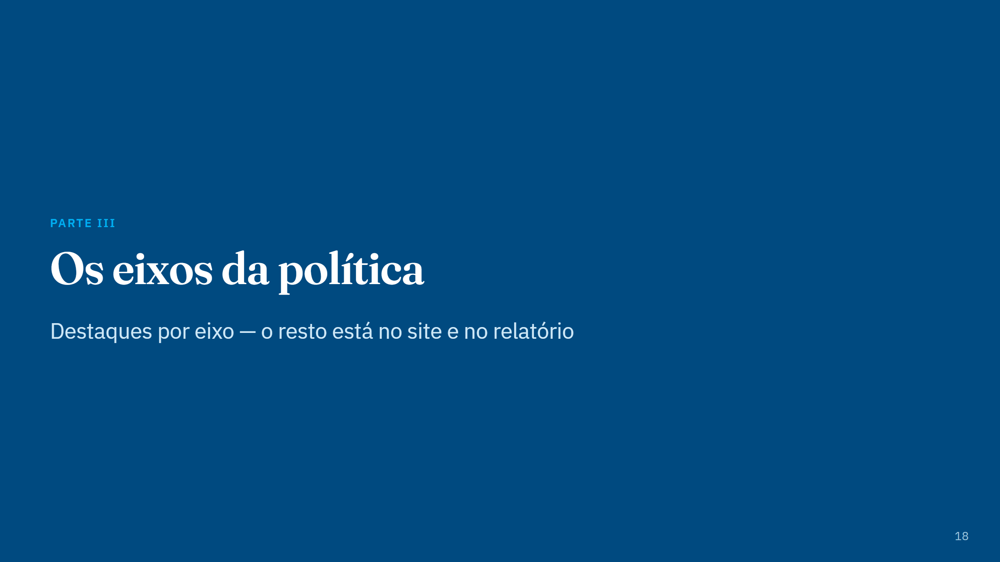 PARTE III
Os eixos da política
Destaques por eixo — o resto está no site e no relatório
18